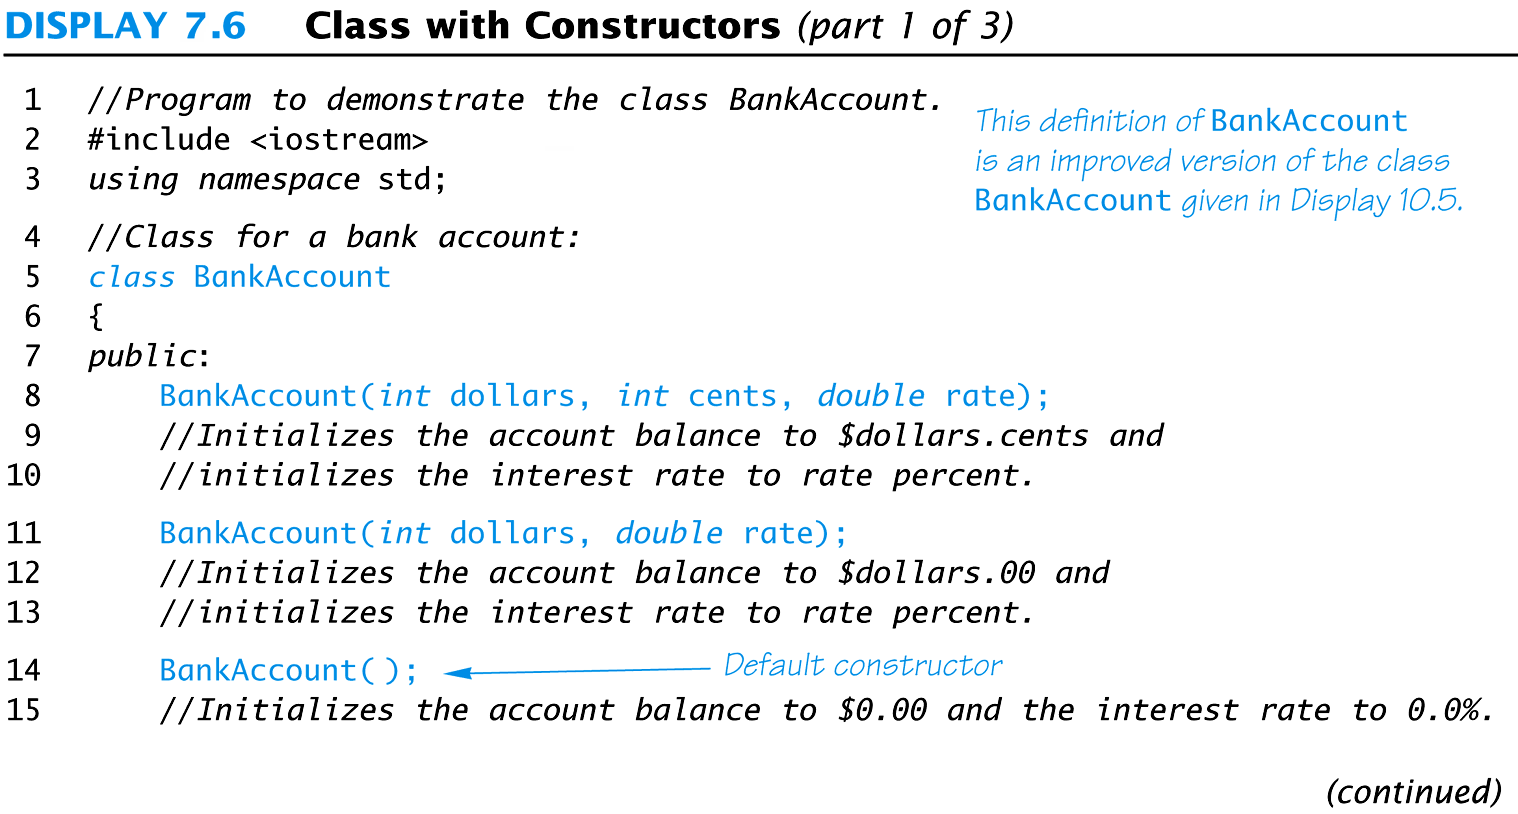 DISPLAY 7.6 Class with Constructors (part 1 of 3)
1 //Program to demonstrate the class BankAccount.
2 #include <iostream>
3 using namespace std;
This definition of BankAccount
is an improved version of the class
BankAccount given in Display 10.5.
4 //Class for a bank account:
5 class BankAccount
6 {
7 public:
8 BankAccount(int dollars, int cents, double rate);
9 //Initializes the account balance to $dollars.cents and
10 //initializes the interest rate to rate percent.
11 BankAccount(int dollars, double rate);
12 //Initializes the account balance to $dollars.00 and
13 //initializes the interest rate to rate percent.
14 BankAccount( ); Default constructor
15 //Initializes the account balance to $0.00 and the interest rate to 0.0%.
(continued)